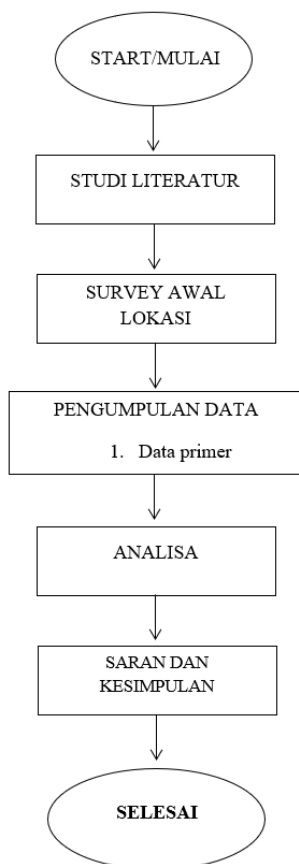 START/MULAI
STUDI LITERATUR
SURVEY AWAL
LOKASI
PENGUMPULAN DATA
1. Data primer
ANALISA
SARAN DAN
KESIMPULAN
SELESAI